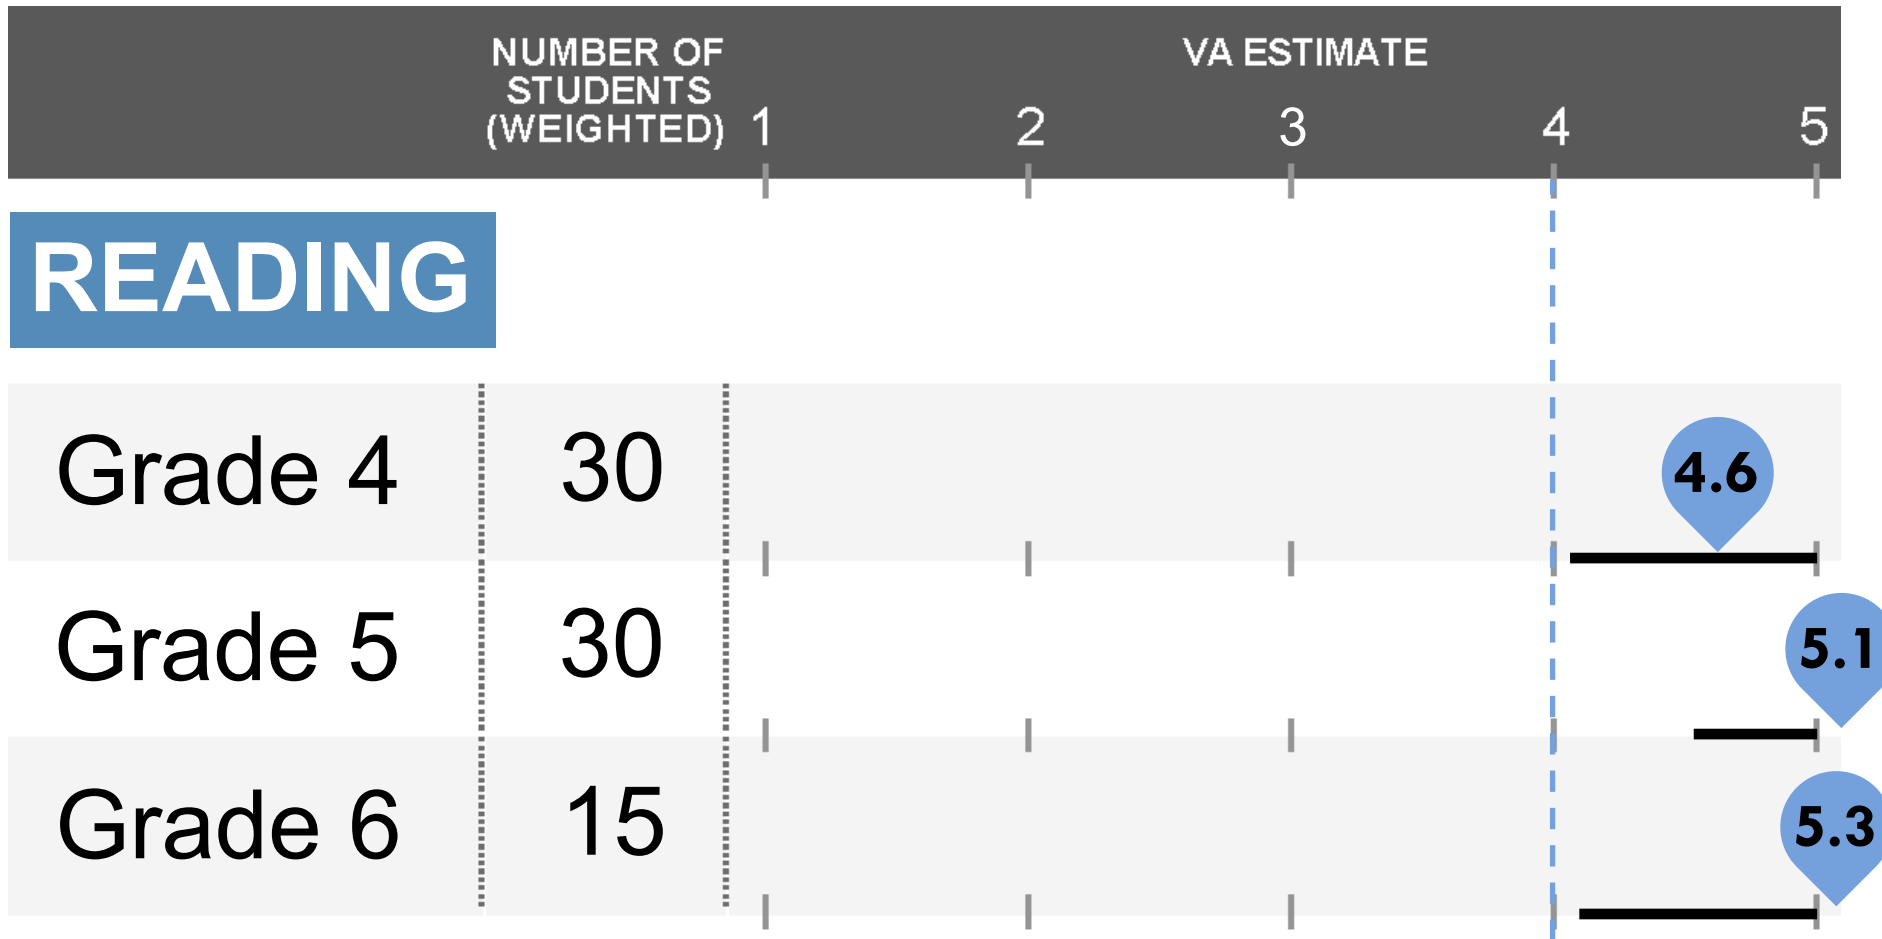 NUMBER OF
STUDENTS
(WEIGHTED)
VA ESTIMATE
1 2 3 4 5
READING
Grade 4 30 4.6
Grade 5 30 5.1
Grade 6 15 5.3